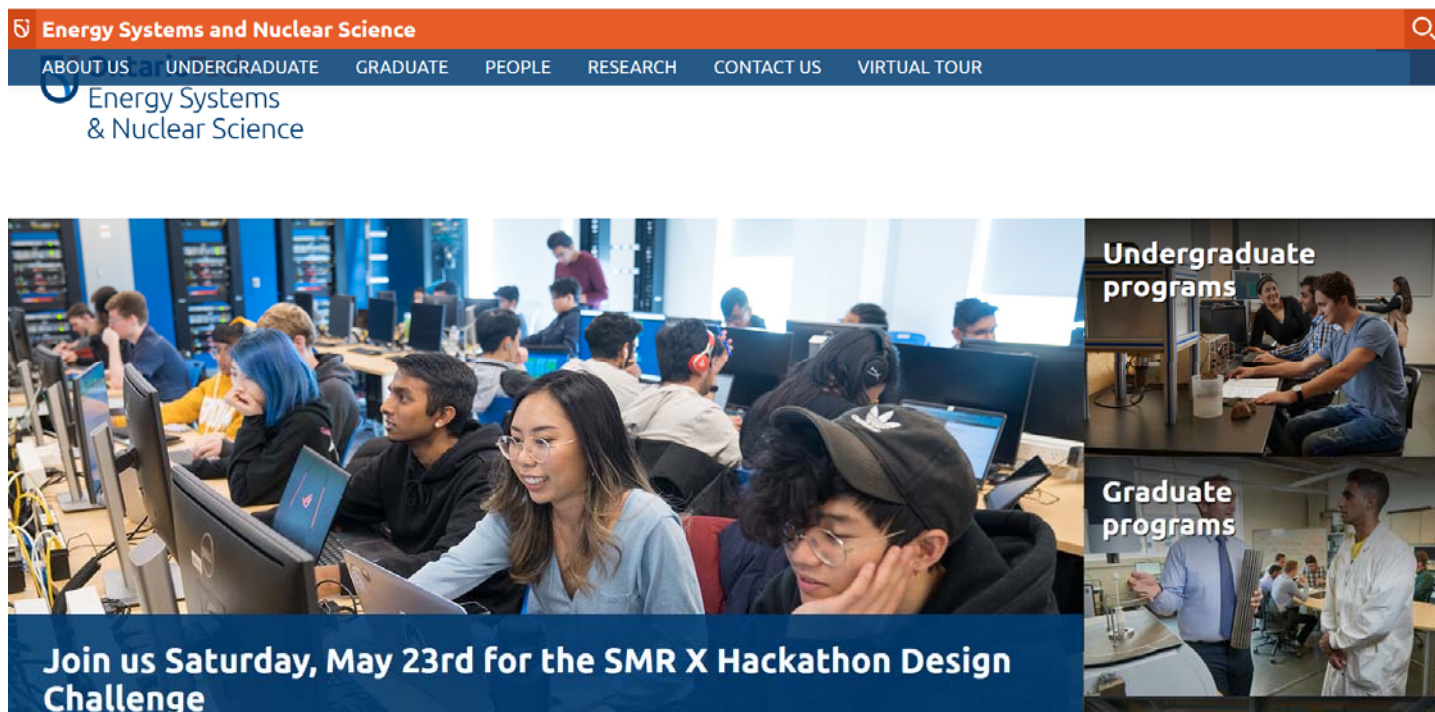 Energy Systems and Nuclear Science
ABOUT US UNDERGRADUATE GRADUATE PEOPLE RESEARCH CONTACT US VIRTUAL TOUR
Energy Systems
& Nuclear Science
Undergraduate
programs
Graduate
programs
Join us Saturday, May 23rd for the SMR X Hackathon Design
Challenge